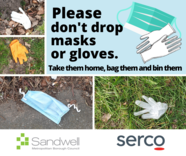 Please
don't drop
masks
or gloves.
Take them home, bag them and bin them
Sandwell
Metropolitan Borough Council
serco